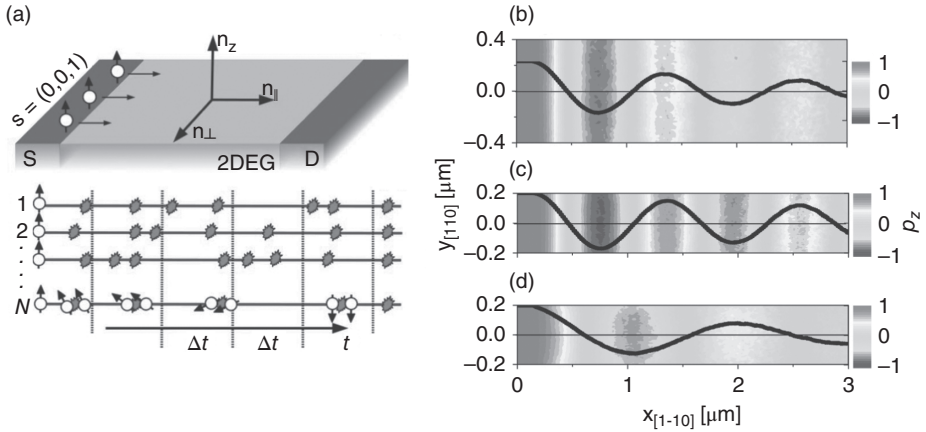 (a)
n_z
s = (0,0,1)
n_||
n_⊥
S
2DEG
D
1
2
.
.
.
N
Δt
Δt
t
(b)
0.4
0.0
−0.4
1
0
−1
(c)
0.2
0.0
−0.2
y_[110] [μm]
1
0
−1
p_z
(d)
0.2
0.0
−0.2
1
0
−1
0
1
2
3
x_[1-10] [μm]